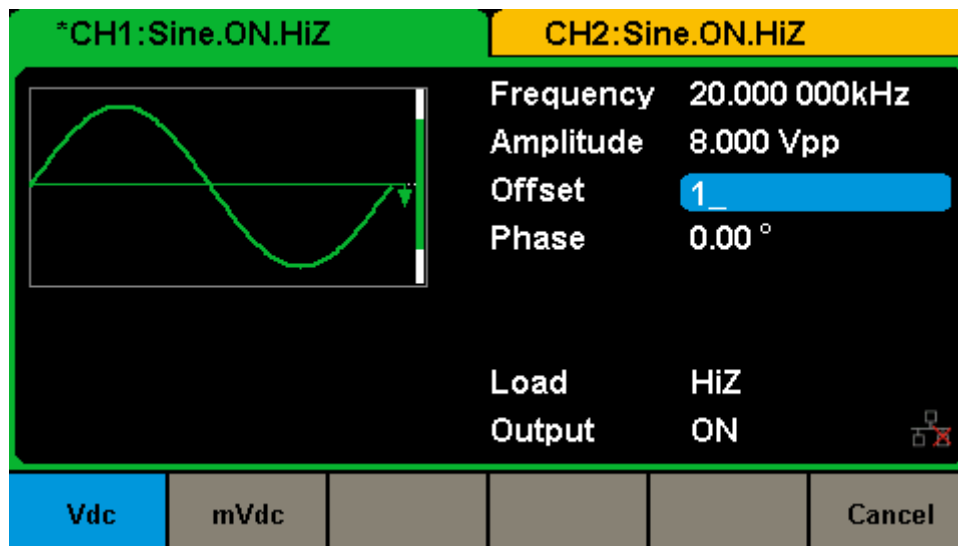 *CH1:Sine.ON.HiZ CH2:Sine.ON.HiZ
Frequency 20.000 000kHz
Amplitude 8.000 Vpp
Offset 1_
Phase 0.00 °
Load HiZ
Output ON
Vdc mVdc Cancel